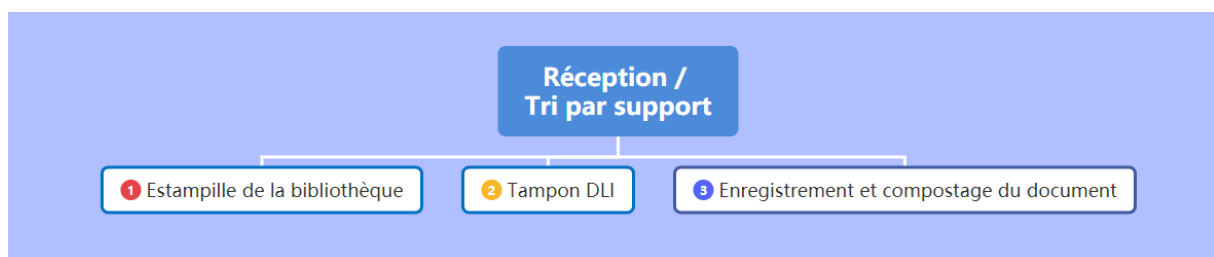 Réception /
Tri par support
1 Estampille de la bibliothèque
2 Tampon DLI
3 Enregistrement et compostage du document